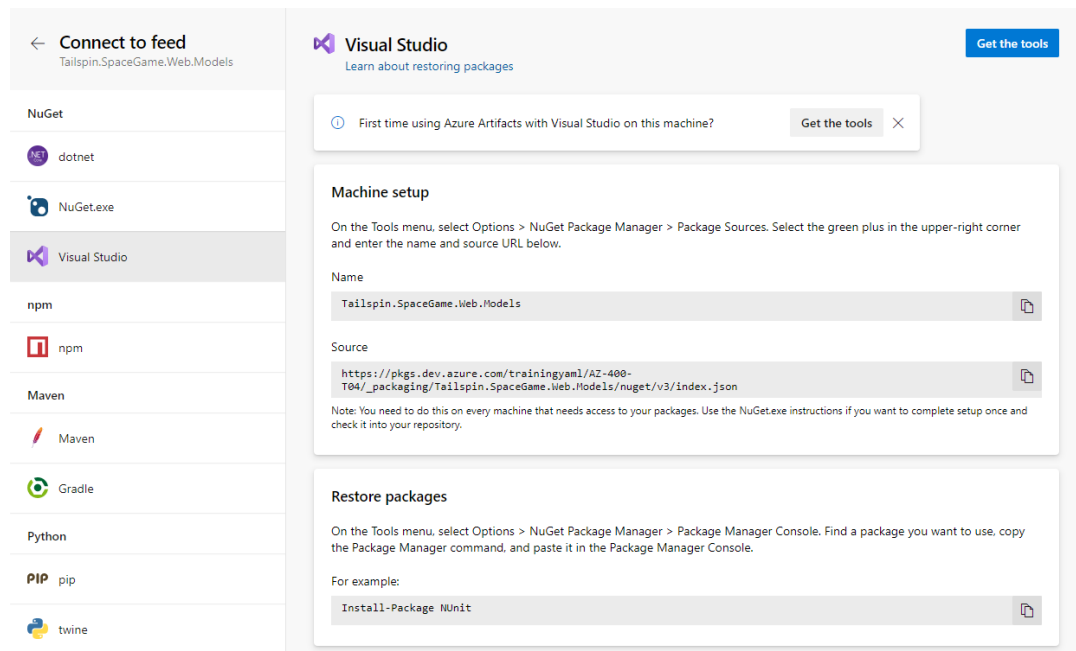 Connect to feed
Tailspin.SpaceGame.Web.Models
NuGet
.NET
dotnet
NuGet.exe
Visual Studio
npm
npm
Maven
Maven
Gradle
Python
PIP pip
twine
Visual Studio
Learn about restoring packages
Get the tools
First time using Azure Artifacts with Visual Studio on this machine?
Get the tools
Machine setup
On the Tools menu, select Options > NuGet Package Manager > Package Sources. Select the green plus in the upper-right corner
and enter the name and source URL below.
Name
Tailspin.SpaceGame.Web.Models
Source
https://pkgs.dev.azure.com/trainingyaml/AZ-400-
T04/_packaging/Tailspin.SpaceGame.Web.Models/nuget/v3/index.json
Note: You need to do this on every machine that needs access to your packages. Use the NuGet.exe instructions if you want to complete setup once and
check it into your repository.
Restore packages
On the Tools menu, select Options > NuGet Package Manager > Package Manager Console. Find a package you want to use, copy
the Package Manager command, and paste it in the Package Manager Console.
For example:
Install-Package NUnit